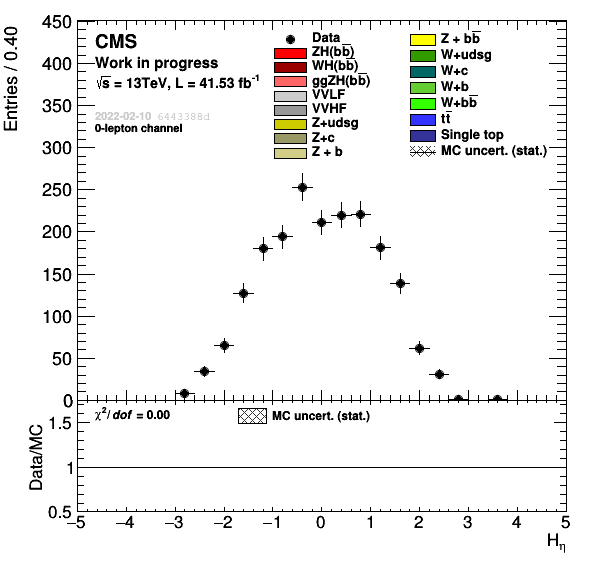 Entries / 0.40
450
400
350
300
250
200
150
100
50
0
CMS
Work in progress
√s = 13TeV, L = 41.53 fb⁻¹
2022-02-10 6443388d
0-lepton channel
Data
ZH(bb̅)
WH(bb̅)
ggZH(bb̅)
VVLF
VVHF
Z+udsg
Z+c
Z + b
Z + bb̅
W+udsg
W+c
W+b
W+bb̅
tt̅
Single top
MC uncert. (stat.)
Data/MC
1.5
1
0.5
χ²/dof = 0.00
MC uncert. (stat.)
−5 −4 −3 −2 −1 0 1 2 3 4 5
Hη